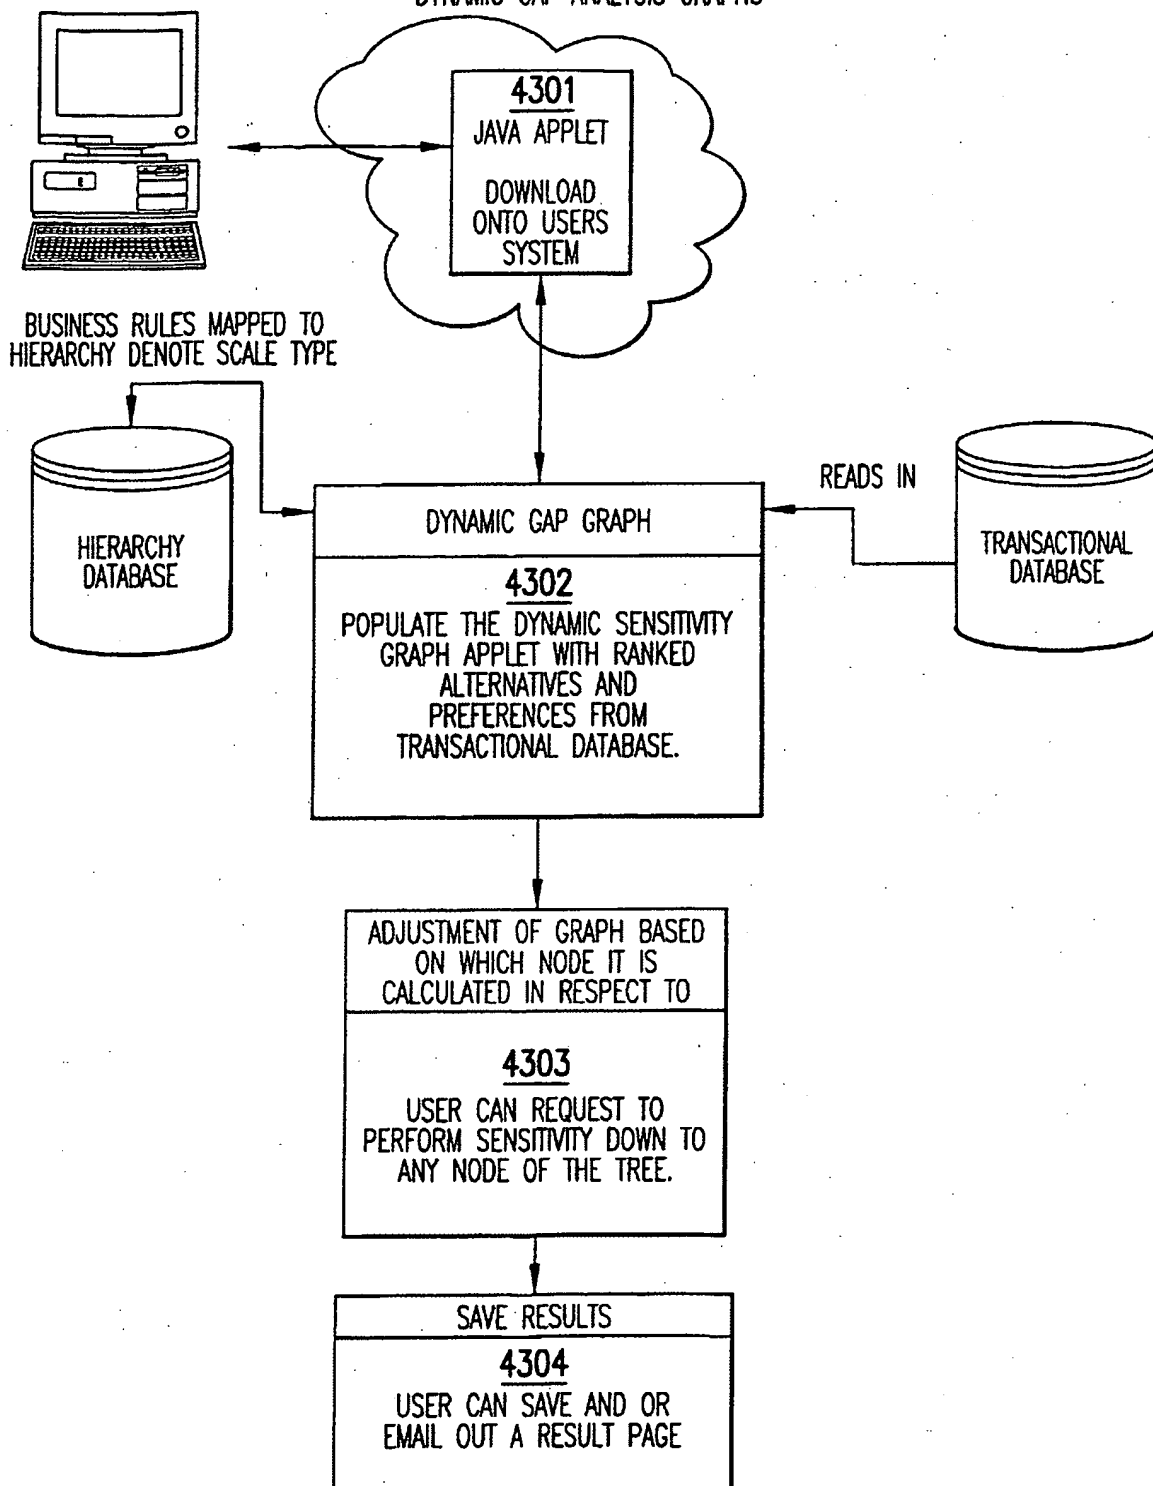 DYNAMIC GAP ANALYSIS GRAPHS
4301
JAVA APPLET
DOWNLOAD
ONTO USERS
SYSTEM
BUSINESS RULES MAPPED TO
HIERARCHY DENOTE SCALE TYPE
HIERARCHY
DATABASE
READS IN
TRANSACTIONAL
DATABASE
DYNAMIC GAP GRAPH
4302
POPULATE THE DYNAMIC SENSITIVITY
GRAPH APPLET WITH RANKED
ALTERNATIVES AND
PREFERENCES FROM
TRANSACTIONAL DATABASE.
ADJUSTMENT OF GRAPH BASED
ON WHICH NODE IT IS
CALCULATED IN RESPECT TO
4303
USER CAN REQUEST TO
PERFORM SENSITIVITY DOWN TO
ANY NODE OF THE TREE.
SAVE RESULTS
4304
USER CAN SAVE AND OR
EMAIL OUT A RESULT PAGE